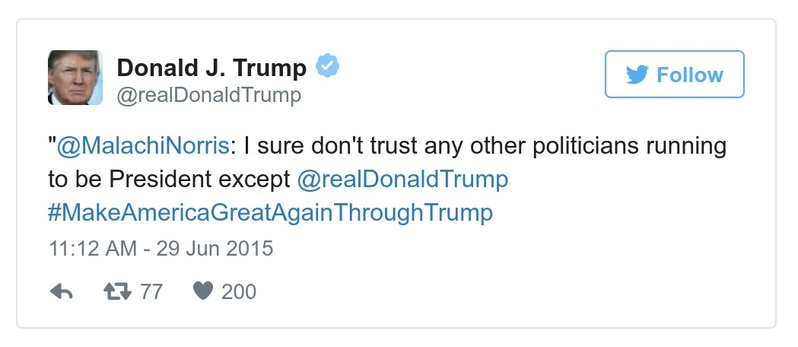 Donald J. Trump
@realDonaldTrump
Follow
"@MalachiNorris: I sure don't trust any other politicians running
to be President except @realDonaldTrump
#MakeAmericaGreatAgainThroughTrump
11:12 AM - 29 Jun 2015
77 200